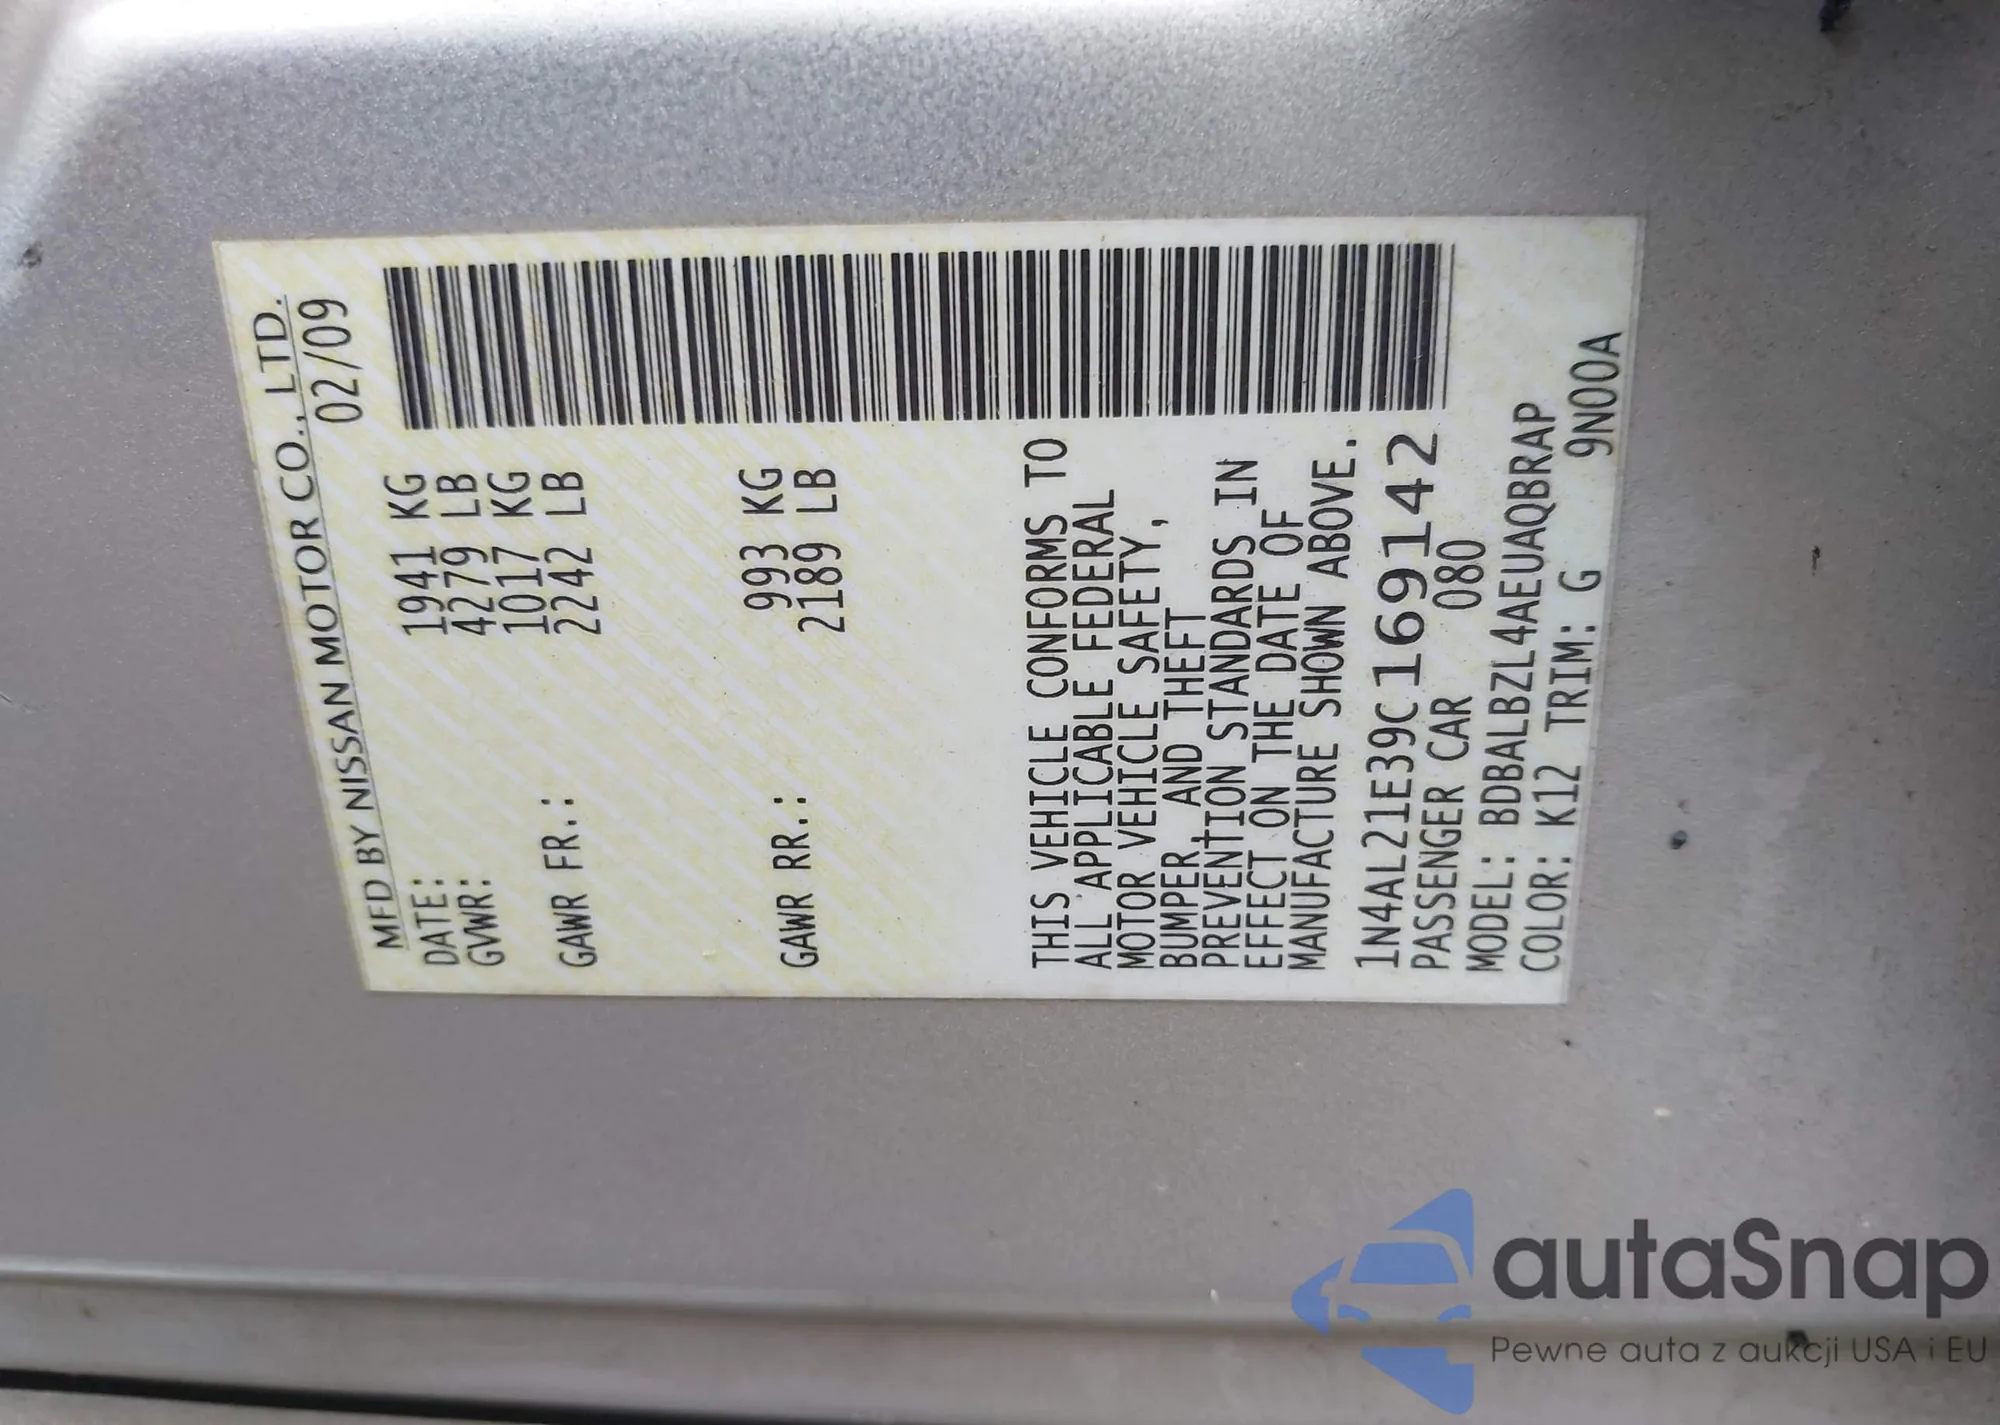 MFD BY NISSAN MOTOR CO., LTD.
DATE: 02/09
GVWR: 1941 KG
4279 LB
GAWR FR.: 1017 KG
2242 LB
GAWR RR.: 993 KG
2189 LB
THIS VEHICLE CONFORMS TO
ALL APPLICABLE FEDERAL
MOTOR VEHICLE SAFETY,
BUMPER, AND THEFT
PREVENTION STANDARDS IN
EFFECT ON THE DATE OF
MANUFACTURE SHOWN ABOVE.
1N4AL21E39C169142
PASSENGER CAR 080
MODEL: BDBALBZL4AEUAQBRAP
COLOR: K12 TRIM: G 9N00A
autaSnap
Pewne auta z aukcji USA i EU